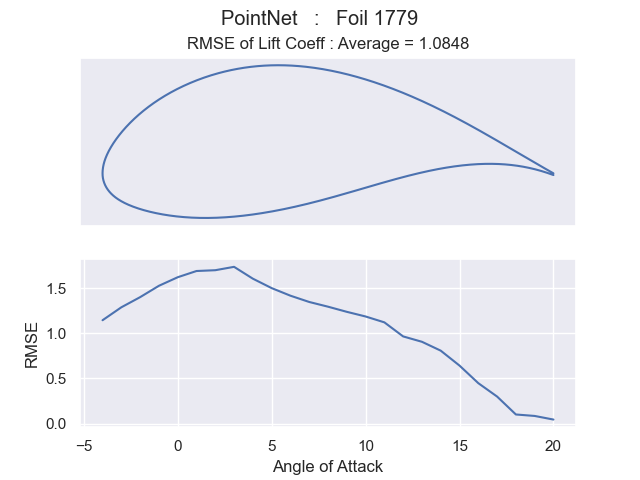 PointNet : Foil 1779
RMSE of Lift Coeff : Average = 1.0848
1.5
1.0
0.5
0.0
RMSE
−5 0 5 10 15 20
Angle of Attack